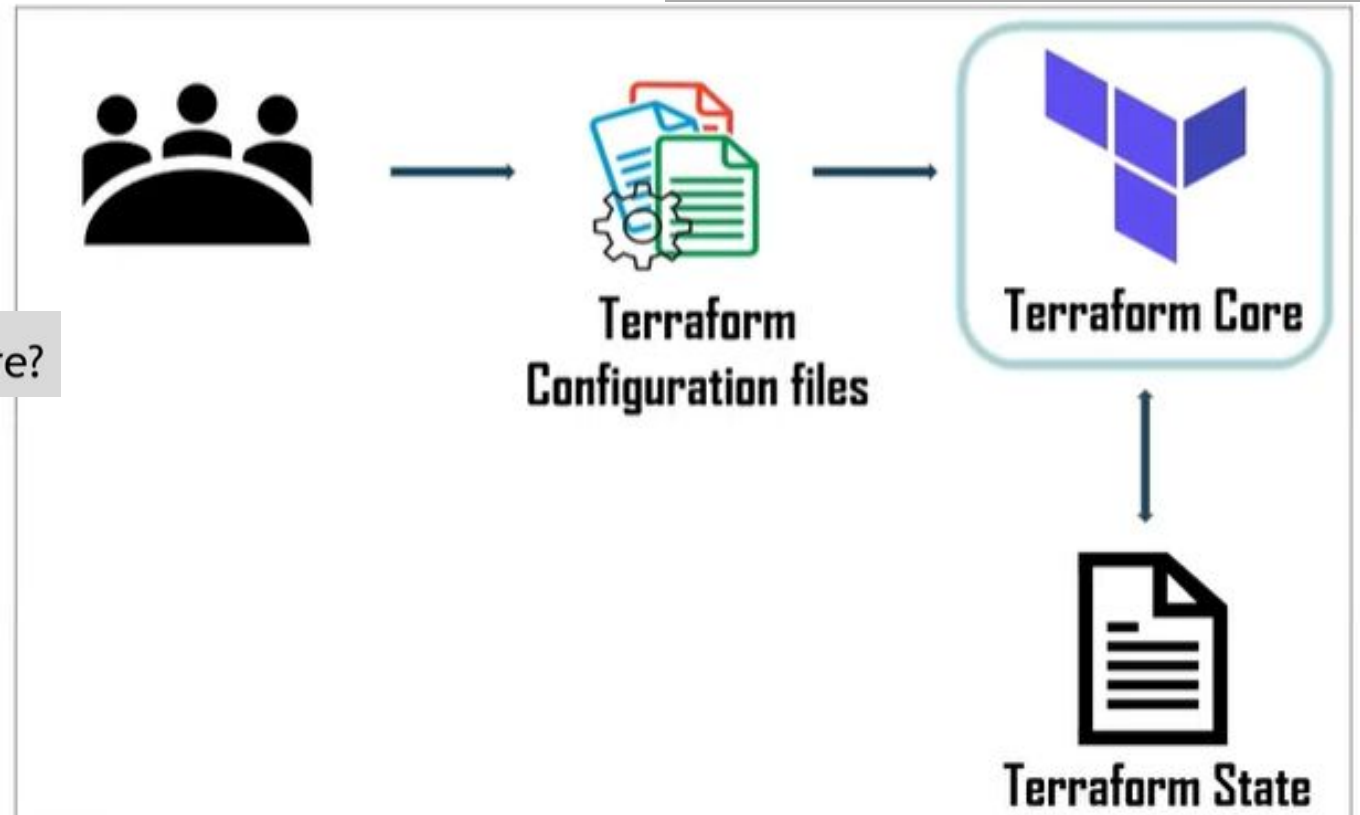 Terraform Core
re?
Terraform
Configuration files
Terraform State